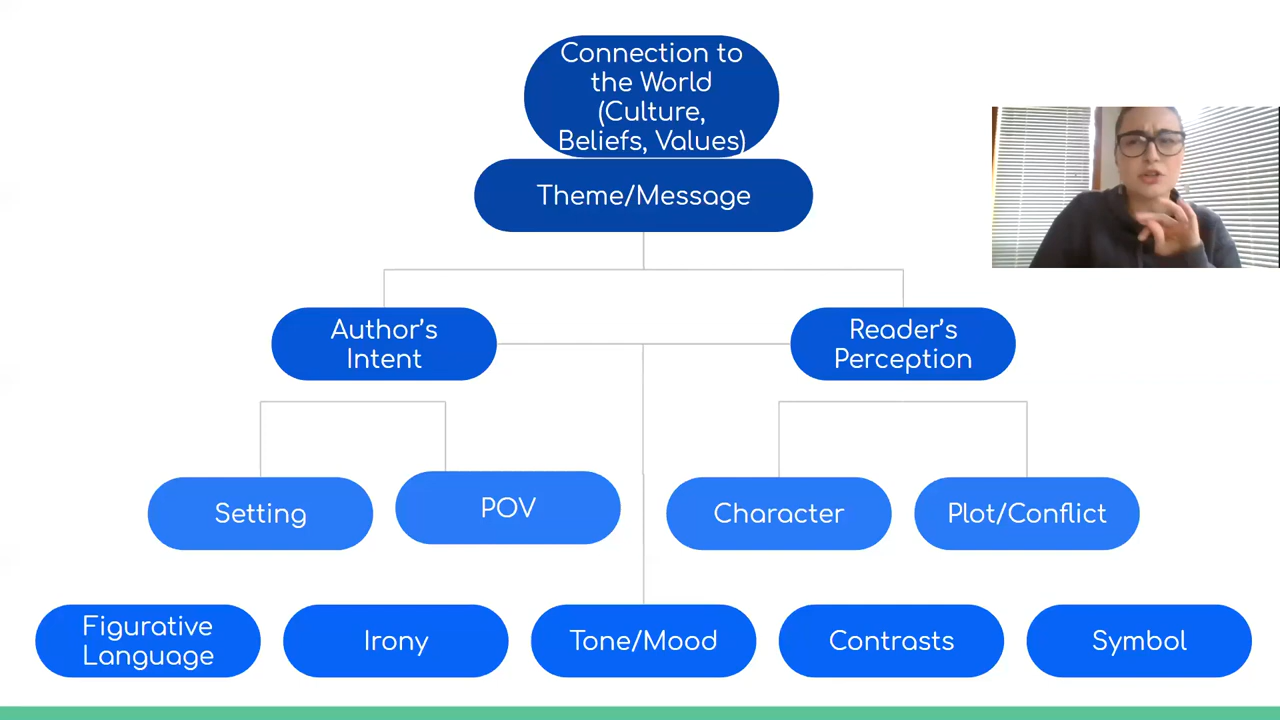 Connection to
the World
(Culture,
Beliefs, Values)
Theme/Message
Author’s
Intent
Reader’s
Perception
Setting
POV
Character
Plot/Conflict
Figurative
Language
Irony
Tone/Mood
Contrasts
Symbol